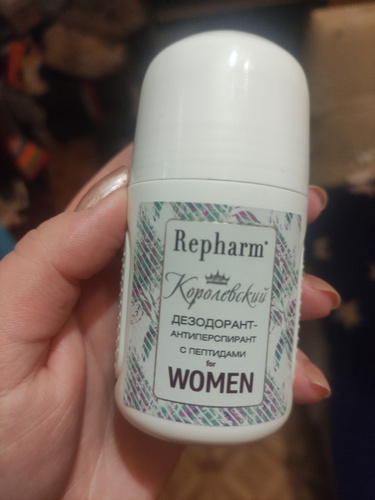 Repharm®
Королевский
ДЕЗОДОРАНТ-
АНТИПЕРСПИРАНТ
С ПЕПТИДАМИ
for
WOMEN